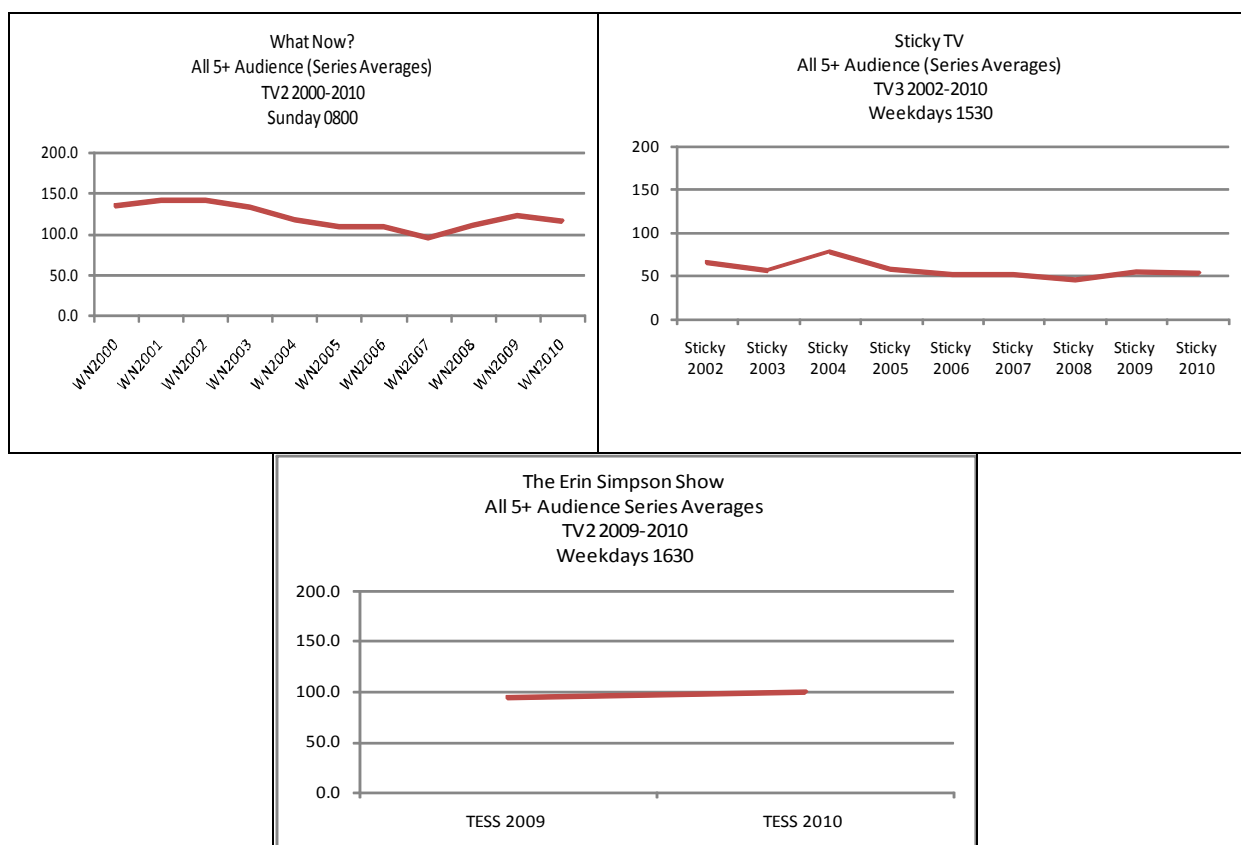 What Now?
All 5+ Audience (Series Averages)
TV2 2000-2010
Sunday 0800
200.0
150.0
100.0
50.0
0.0
WN2000 WN2001 WN2002 WN2003 WN2004 WN2005 WN2006 WN2007 WN2008 WN2009 WN2010
Sticky TV
All 5+ Audience (Series Averages)
TV3 2002-2010
Weekdays 1530
200
150
100
50
0
Sticky Sticky Sticky Sticky Sticky Sticky Sticky Sticky Sticky
2002 2003 2004 2005 2006 2007 2008 2009 2010
The Erin Simpson Show
All 5+ Audience Series Averages
TV2 2009-2010
Weekdays 1630
200.0
150.0
100.0
50.0
0.0
TESS 2009 TESS 2010